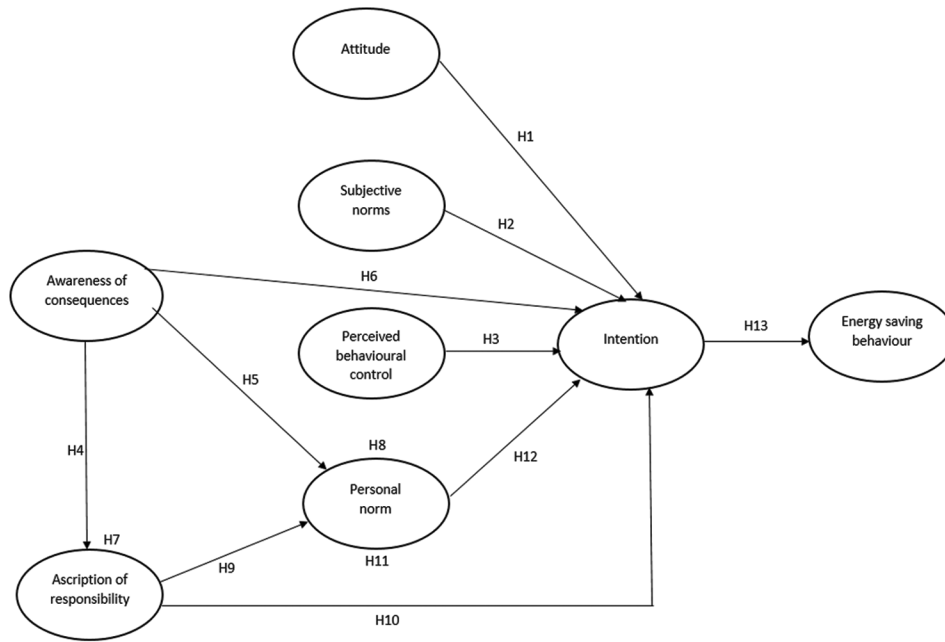 Attitude
H1
Subjective
norms
H2
Awareness of
consequences
H6
Perceived
behavioural
control
H3
Intention
H13
Energy saving
behaviour
H5
H4
H8
Personal
norm
H12
H7
H11
Ascription of
responsibility
H9
H10